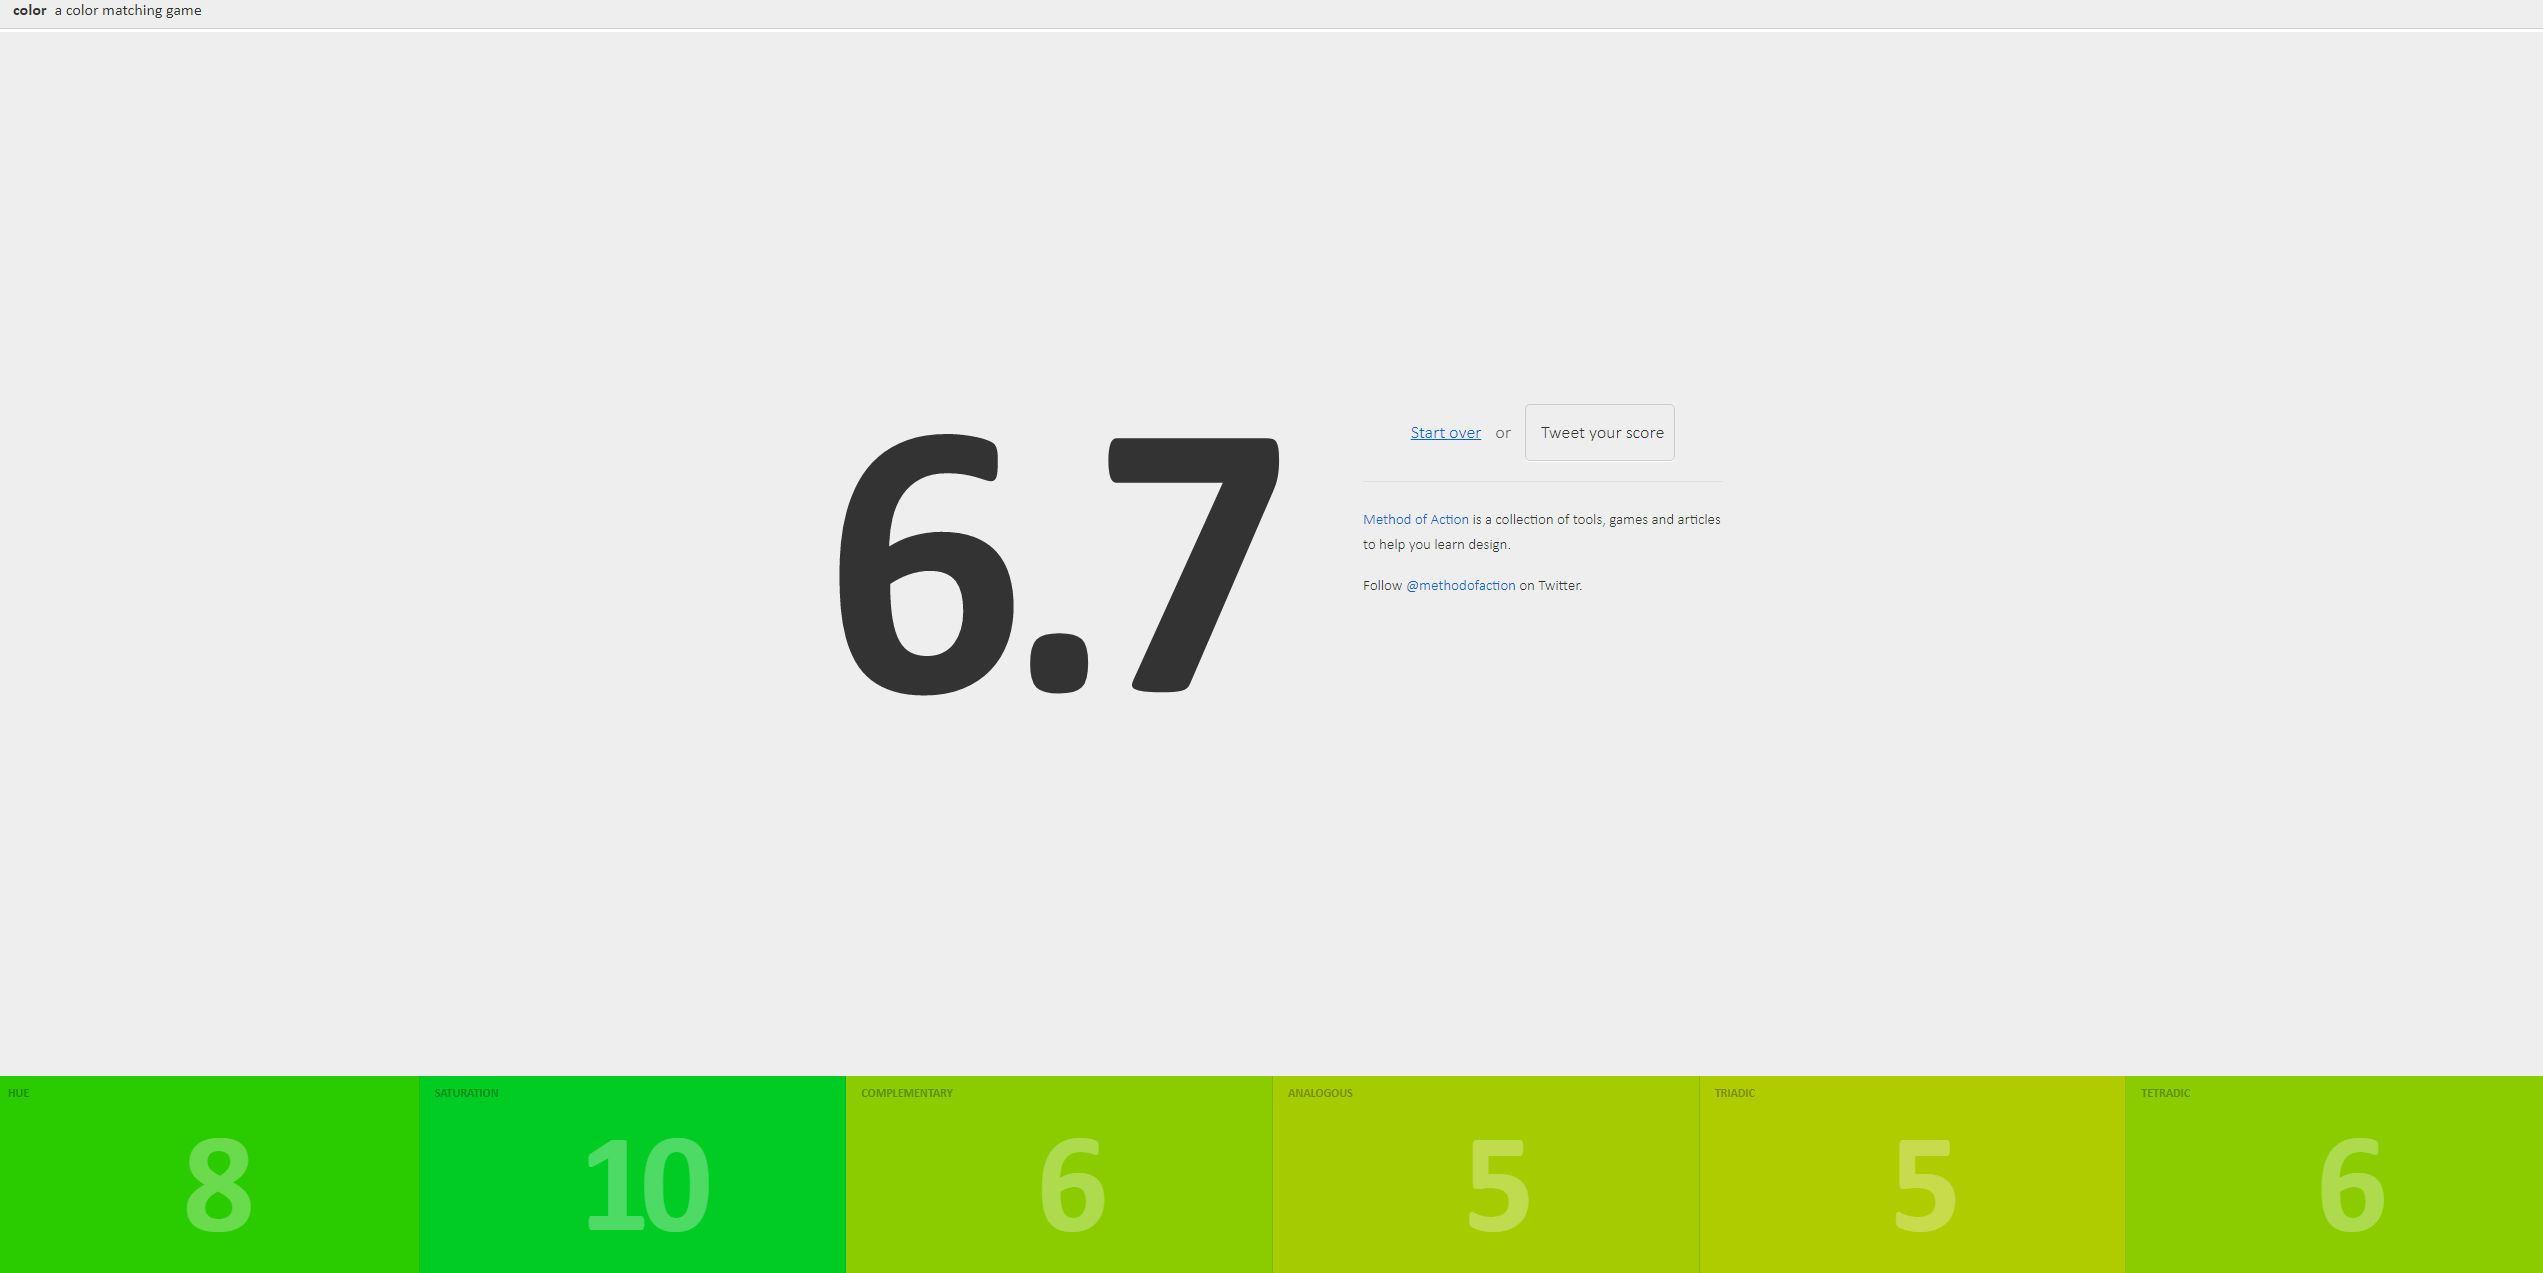 color a color matching game
6.7
Start over or Tweet your score
Method of Action is a collection of tools, games and articles
to help you learn design.
Follow @methodofaction on Twitter.
HUE
8
SATURATION
10
COMPLEMENTARY
6
ANALOGOUS
5
TRIADIC
5
TETRADIC
6